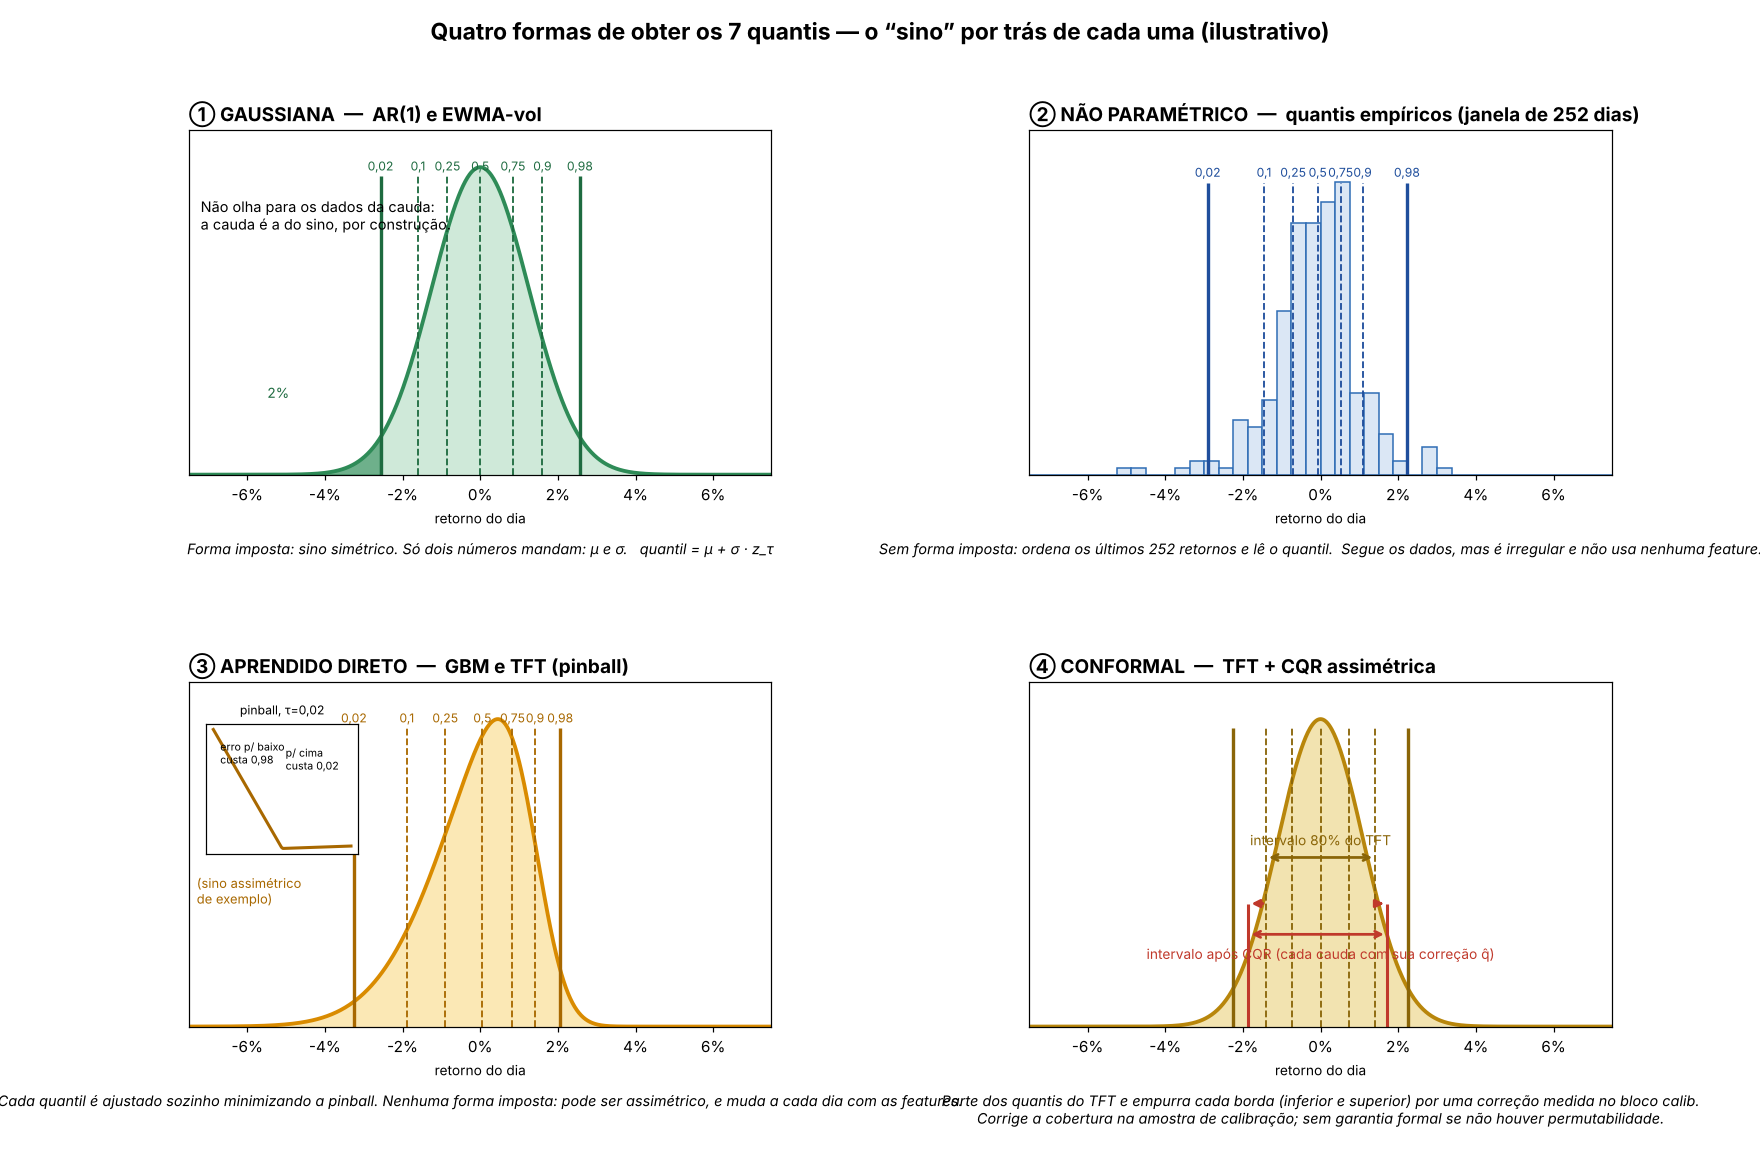 Quatro formas de obter os 7 quantis — o “sino” por trás de cada uma (ilustrativo)
① GAUSSIANA — AR(1) e EWMA-vol
0,02 0,1 0,25 0,5 0,75 0,9 0,98
Não olha para os dados da cauda:
a cauda é a do sino, por construção.
2%
-6% -4% -2% 0% 2% 4% 6%
retorno do dia
Forma imposta: sino simétrico. Só dois números mandam: μ e σ. quantil = μ + σ · z_τ
② NÃO PARAMÉTRICO — quantis empíricos (janela de 252 dias)
0,02 0,1 0,25 0,5 0,75 0,9 0,98
-6% -4% -2% 0% 2% 4% 6%
retorno do dia
Sem forma imposta: ordena os últimos 252 retornos e lê o quantil. Segue os dados, mas é irregular e não usa nenhuma feature.
③ APRENDIDO DIRETO — GBM e TFT (pinball)
pinball, τ=0,02
0,02 0,1 0,25 0,5 0,75 0,9 0,98
erro p/ baixo
custa 0,98
p/ cima
custa 0,02
(sino assimétrico
de exemplo)
-6% -4% -2% 0% 2% 4% 6%
retorno do dia
Cada quantil é ajustado sozinho minimizando a pinball. Nenhuma forma imposta: pode ser assimétrico, e muda a cada dia com as features.
④ CONFORMAL — TFT + CQR assimétrica
intervalo 80% do TFT
intervalo após CQR (cada cauda com sua correção q̂)
-6% -4% -2% 0% 2% 4% 6%
retorno do dia
Parte dos quantis do TFT e empurra cada borda (inferior e superior) por uma correção medida no bloco calib.
Corrige a cobertura na amostra de calibração; sem garantia formal se não houver permutabilidade.